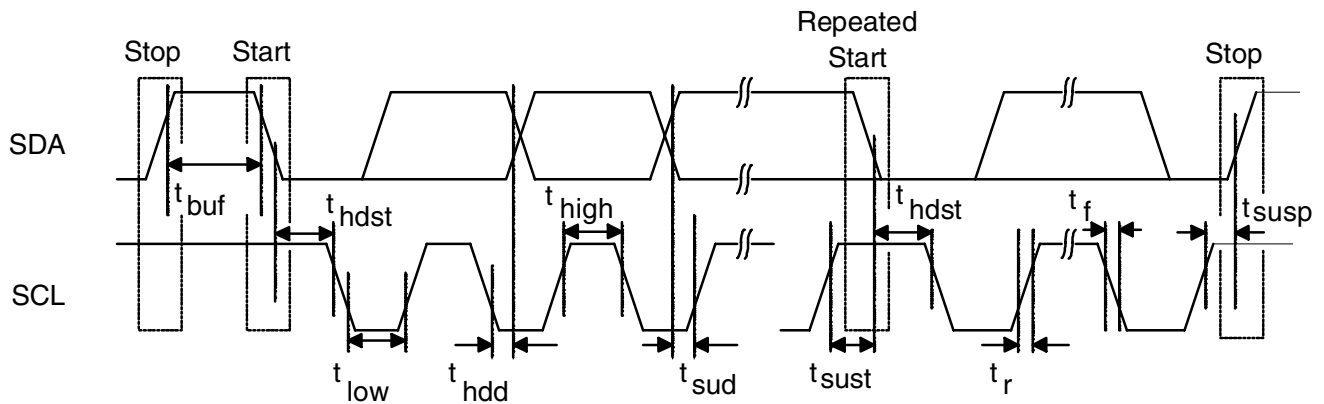 Repeated
Stop Start Start Stop
SDA
t buf t hdst t high t hdst t f t susp
SCL
t low t hdd t sud t sust t r